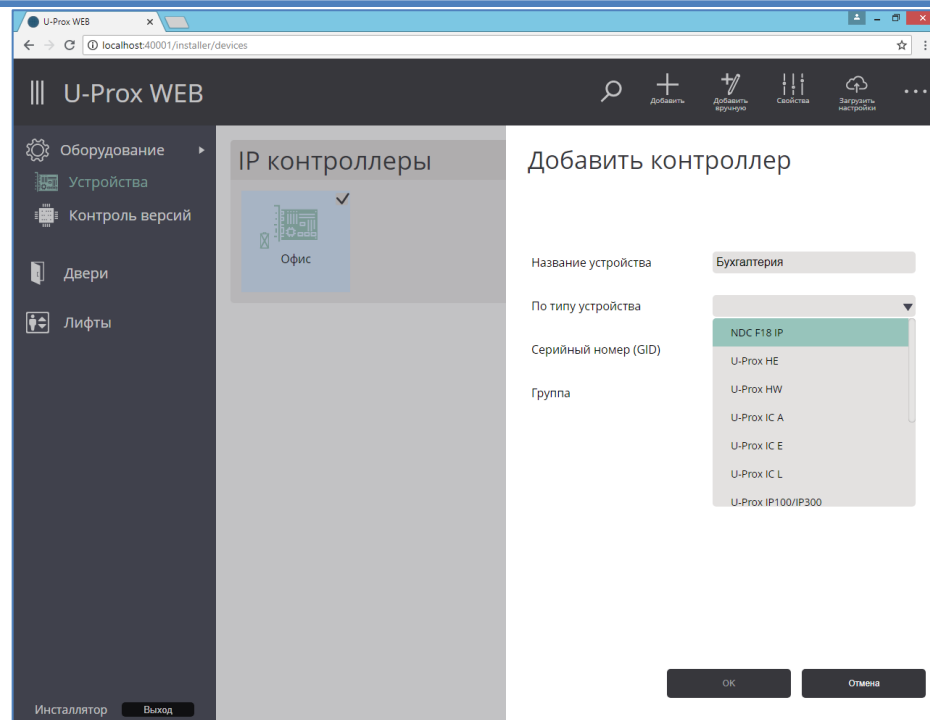 U-Prox WEB
localhost:40001/installer/devices
U-Prox WEB
Добавить
Добавить вручную
Свойства
Загрузить настройки
Оборудование
Устройства
Контроль версий
Двери
Лифты
Инсталлятор
Выход
IP контроллеры
Офис
Добавить контроллер
Название устройства
Бухгалтерия
По типу устройства
NDC F18 IP
U-Prox HE
U-Prox HW
U-Prox IC A
U-Prox IC E
U-Prox IC L
U-Prox IP100/IP300
Серийный номер (GID)
Группа
OK
Отмена